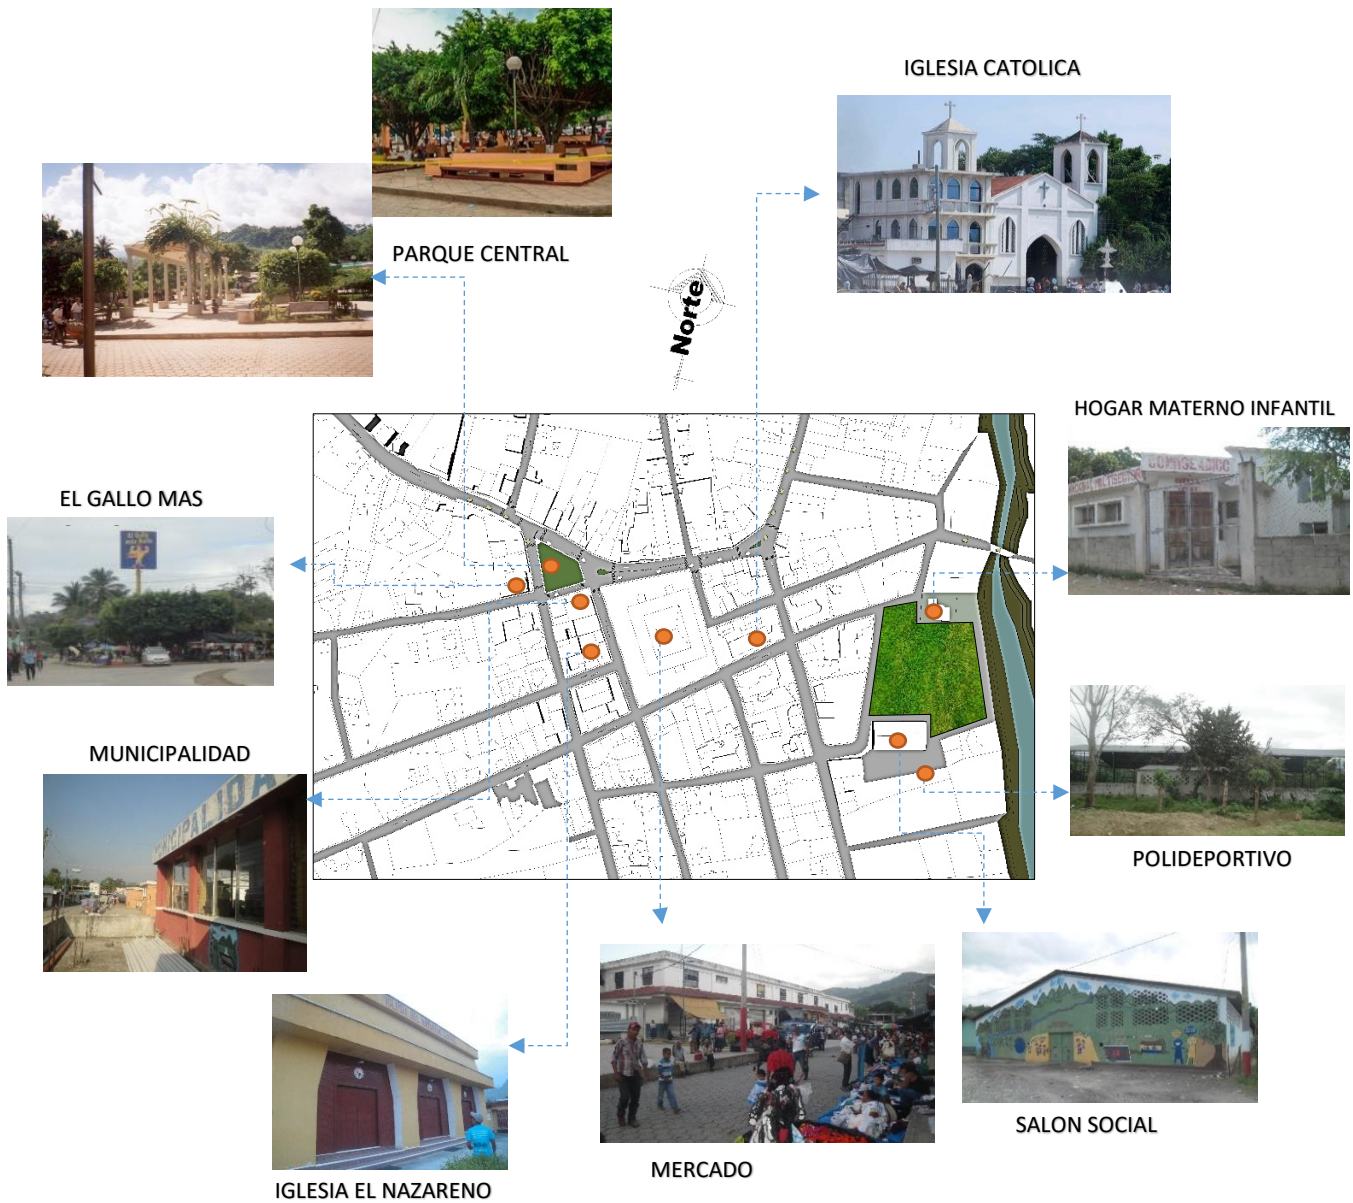 IGLESIA CATOLICA
PARQUE CENTRAL
Norte
HOGAR MATERNO INFANTIL
EL GALLO MAS
MUNICIPALIDAD
POLIDEPORTIVO
SALON SOCIAL
MERCADO
IGLESIA EL NAZARENO